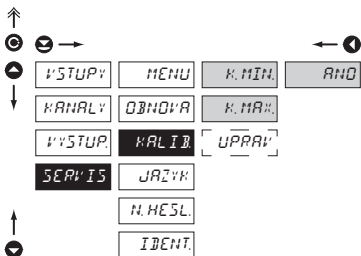 VSTUPY MENU K. MIN. ANO
KANALY OBNOVA K. MAX.
VYSTUP. KALIB. UPRAV
SERVIS JAZYK
N. HESL.
IDENT.